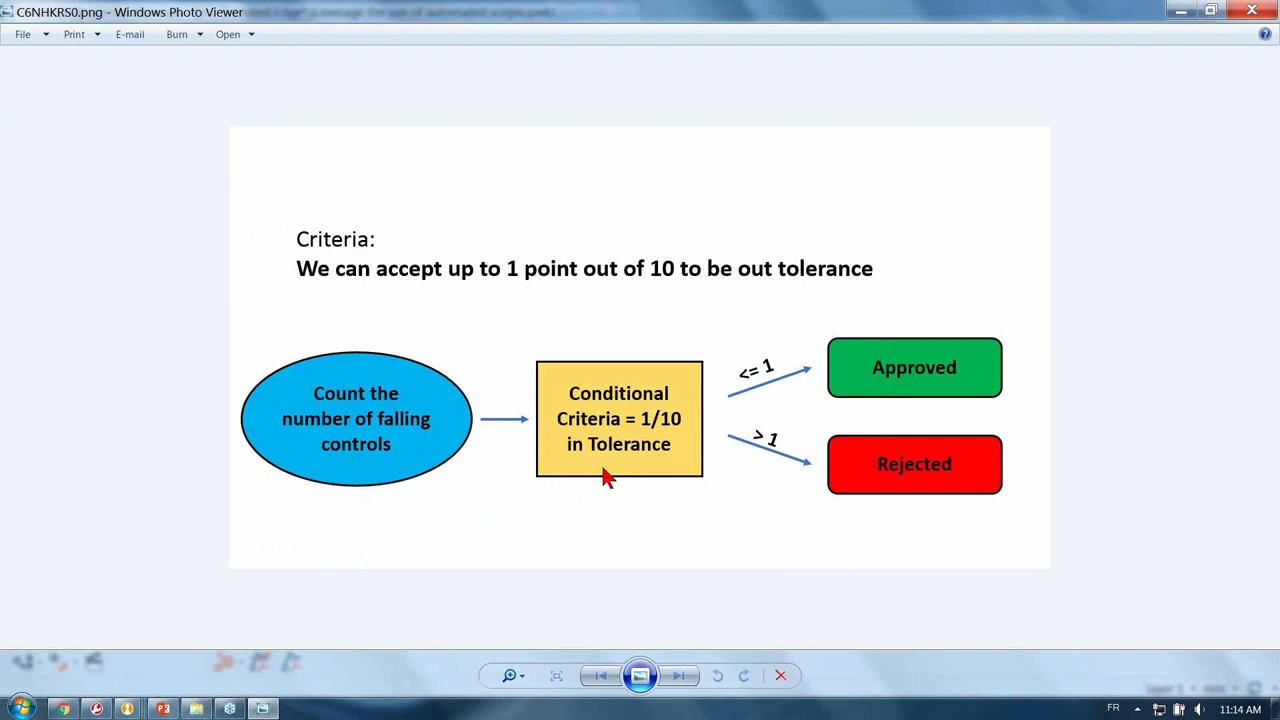 C6NHKRS0.png - Windows Photo Viewer
File Print E-mail Burn Open
Criteria:
We can accept up to 1 point out of 10 to be out tolerance
Count the
number of falling
controls
Conditional
Criteria = 1/10
in Tolerance
<= 1
> 1
Approved
Rejected
FR
11:14 AM